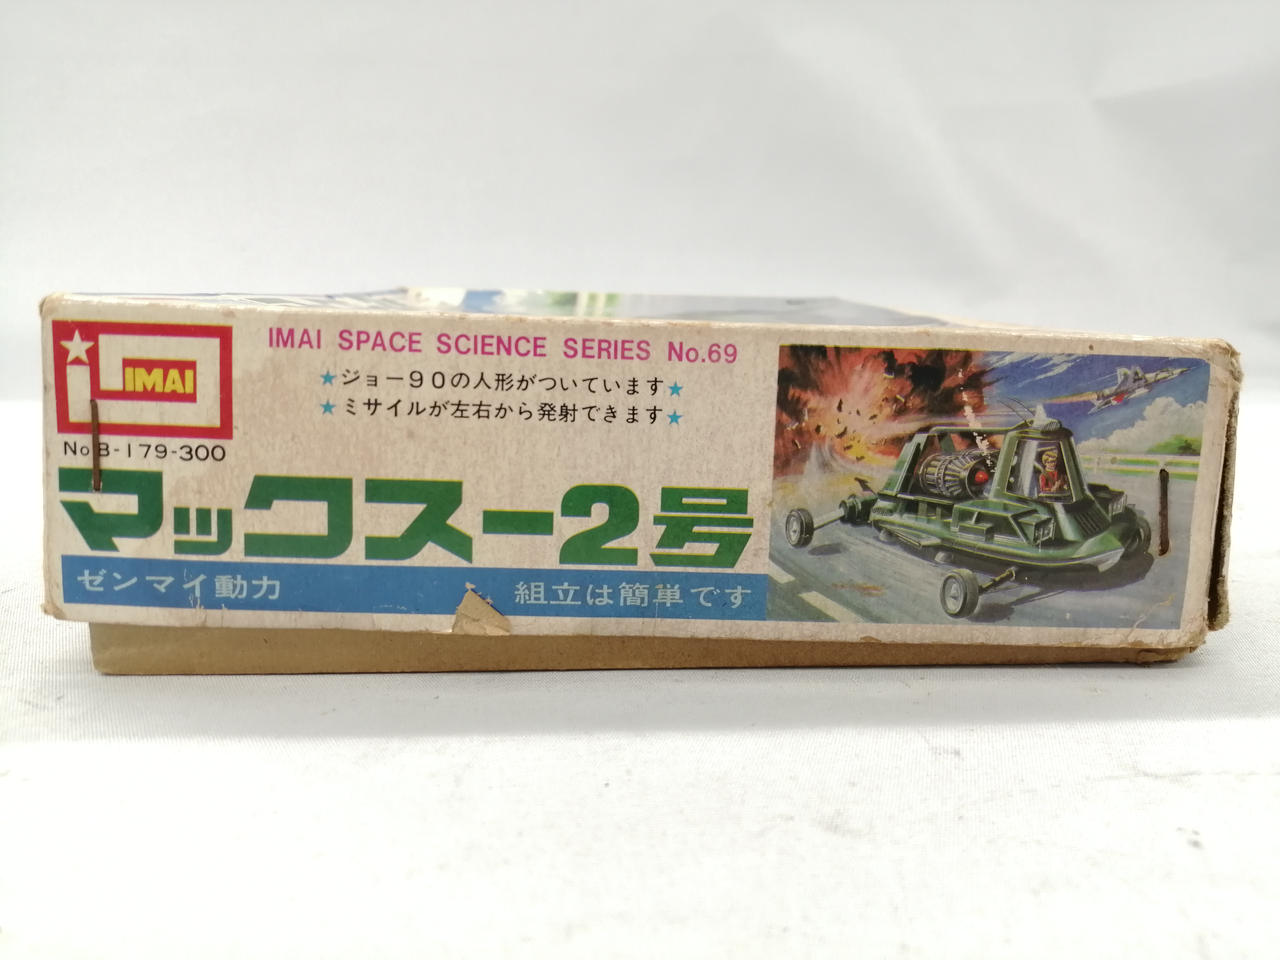 IMAI
No B-179-300
IMAI SPACE SCIENCE SERIES No.69
★ジョー90の人形がついています★
★ミサイルが左右から発射できます★
マックス-2号
ゼンマイ動力
組立は簡単です